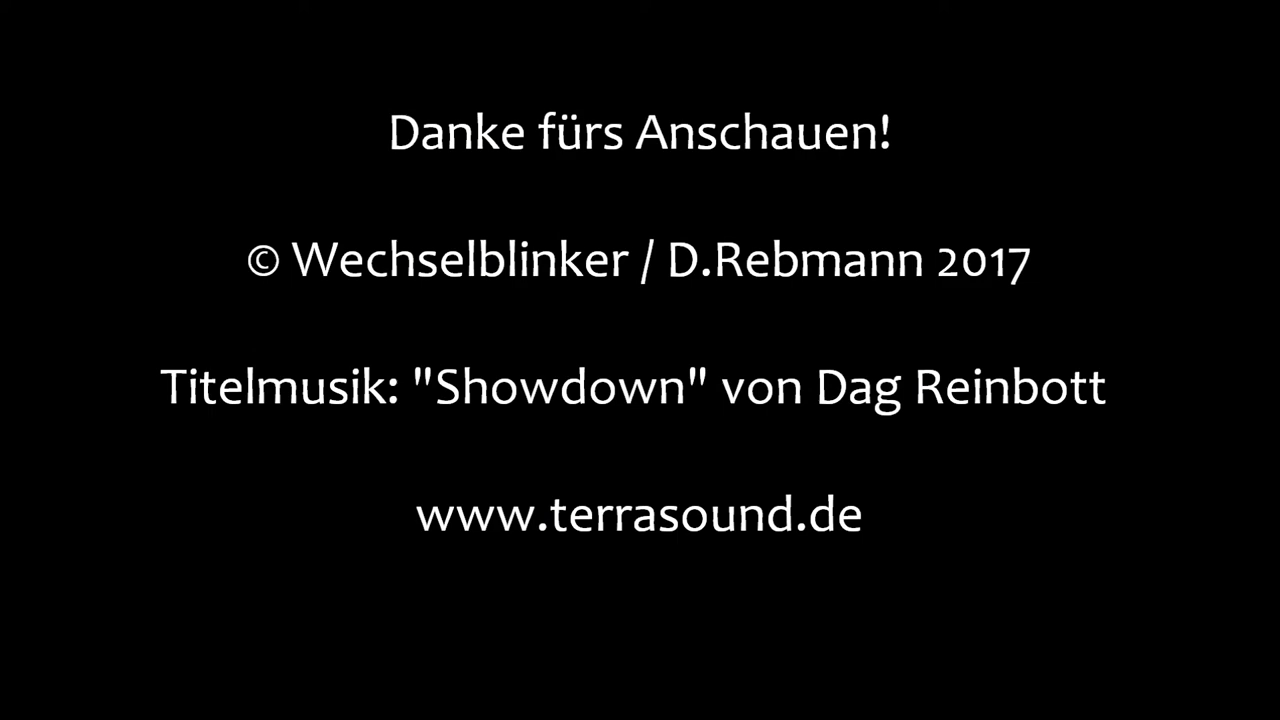 Danke fürs Anschauen!
© Wechselblinker / D.Rebmann 2017
Titelmusik: "Showdown" von Dag Reinbott
www.terrasound.de